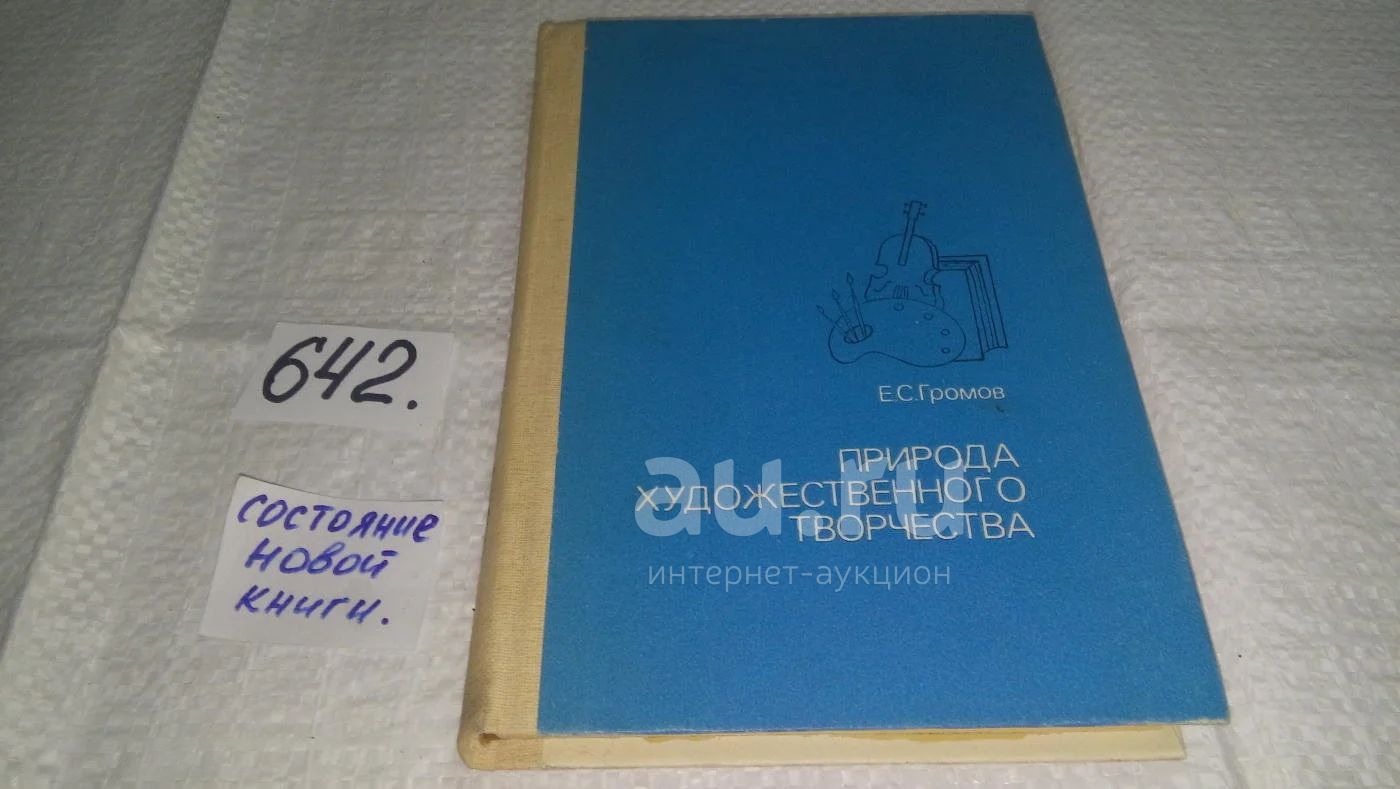 642.
состояние
новой
книги.
Е.С.Громов
ПРИРОДА
ХУДОЖЕСТВЕННОГО
ТВОРЧЕСТВА
au.ru
интернет-аукцион